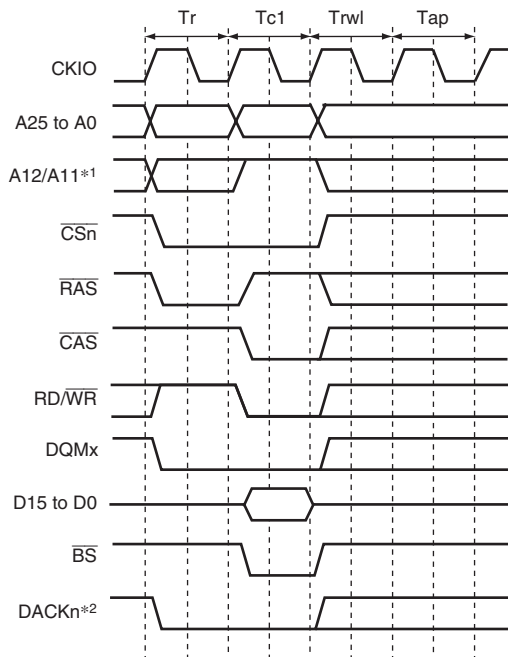 Tr Tc1 Trwl Tap
CKIO
A25 to A0
A12/A11*1
CSn
RAS
CAS
RD/WR
DQMx
D15 to D0
BS
DACKn*2